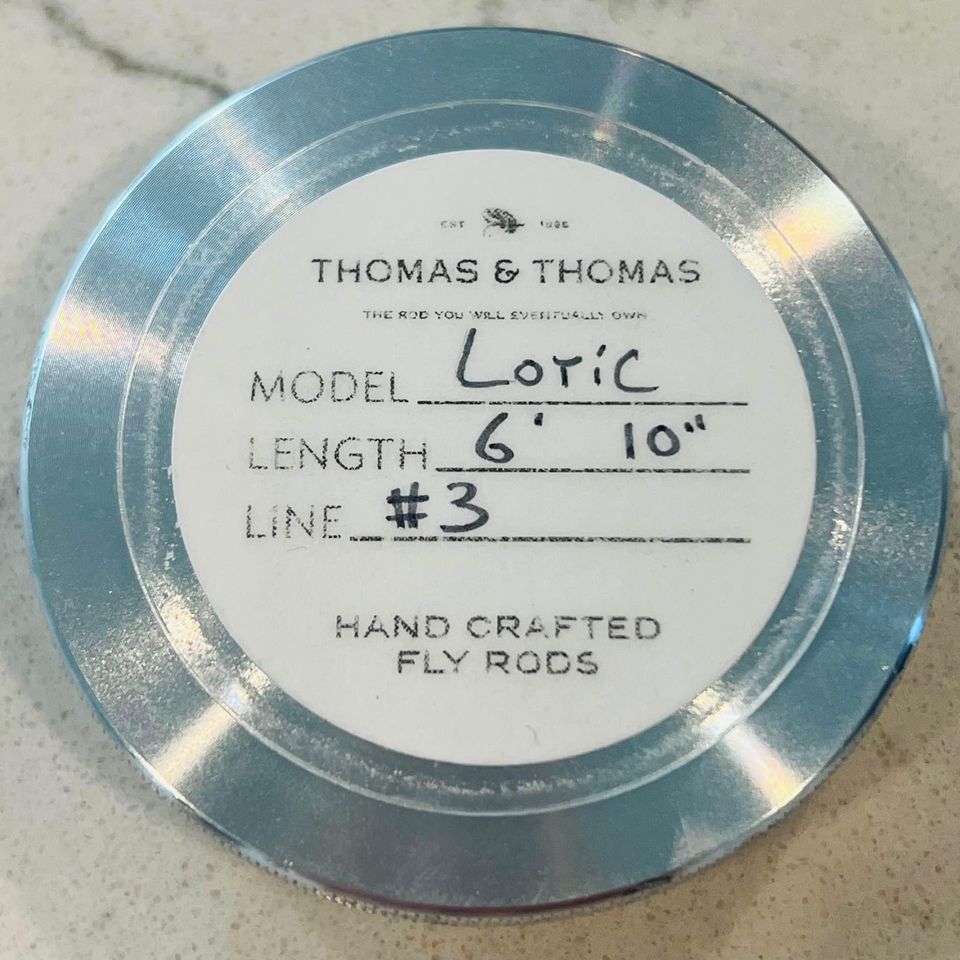 EST
THOMAS & THOMAS
THE ROD YOU WILL EVENTUALLY OWN
MODEL Lotic
LENGTH 6' 10"
LINE #3
HAND CRAFTED
FLY RODS